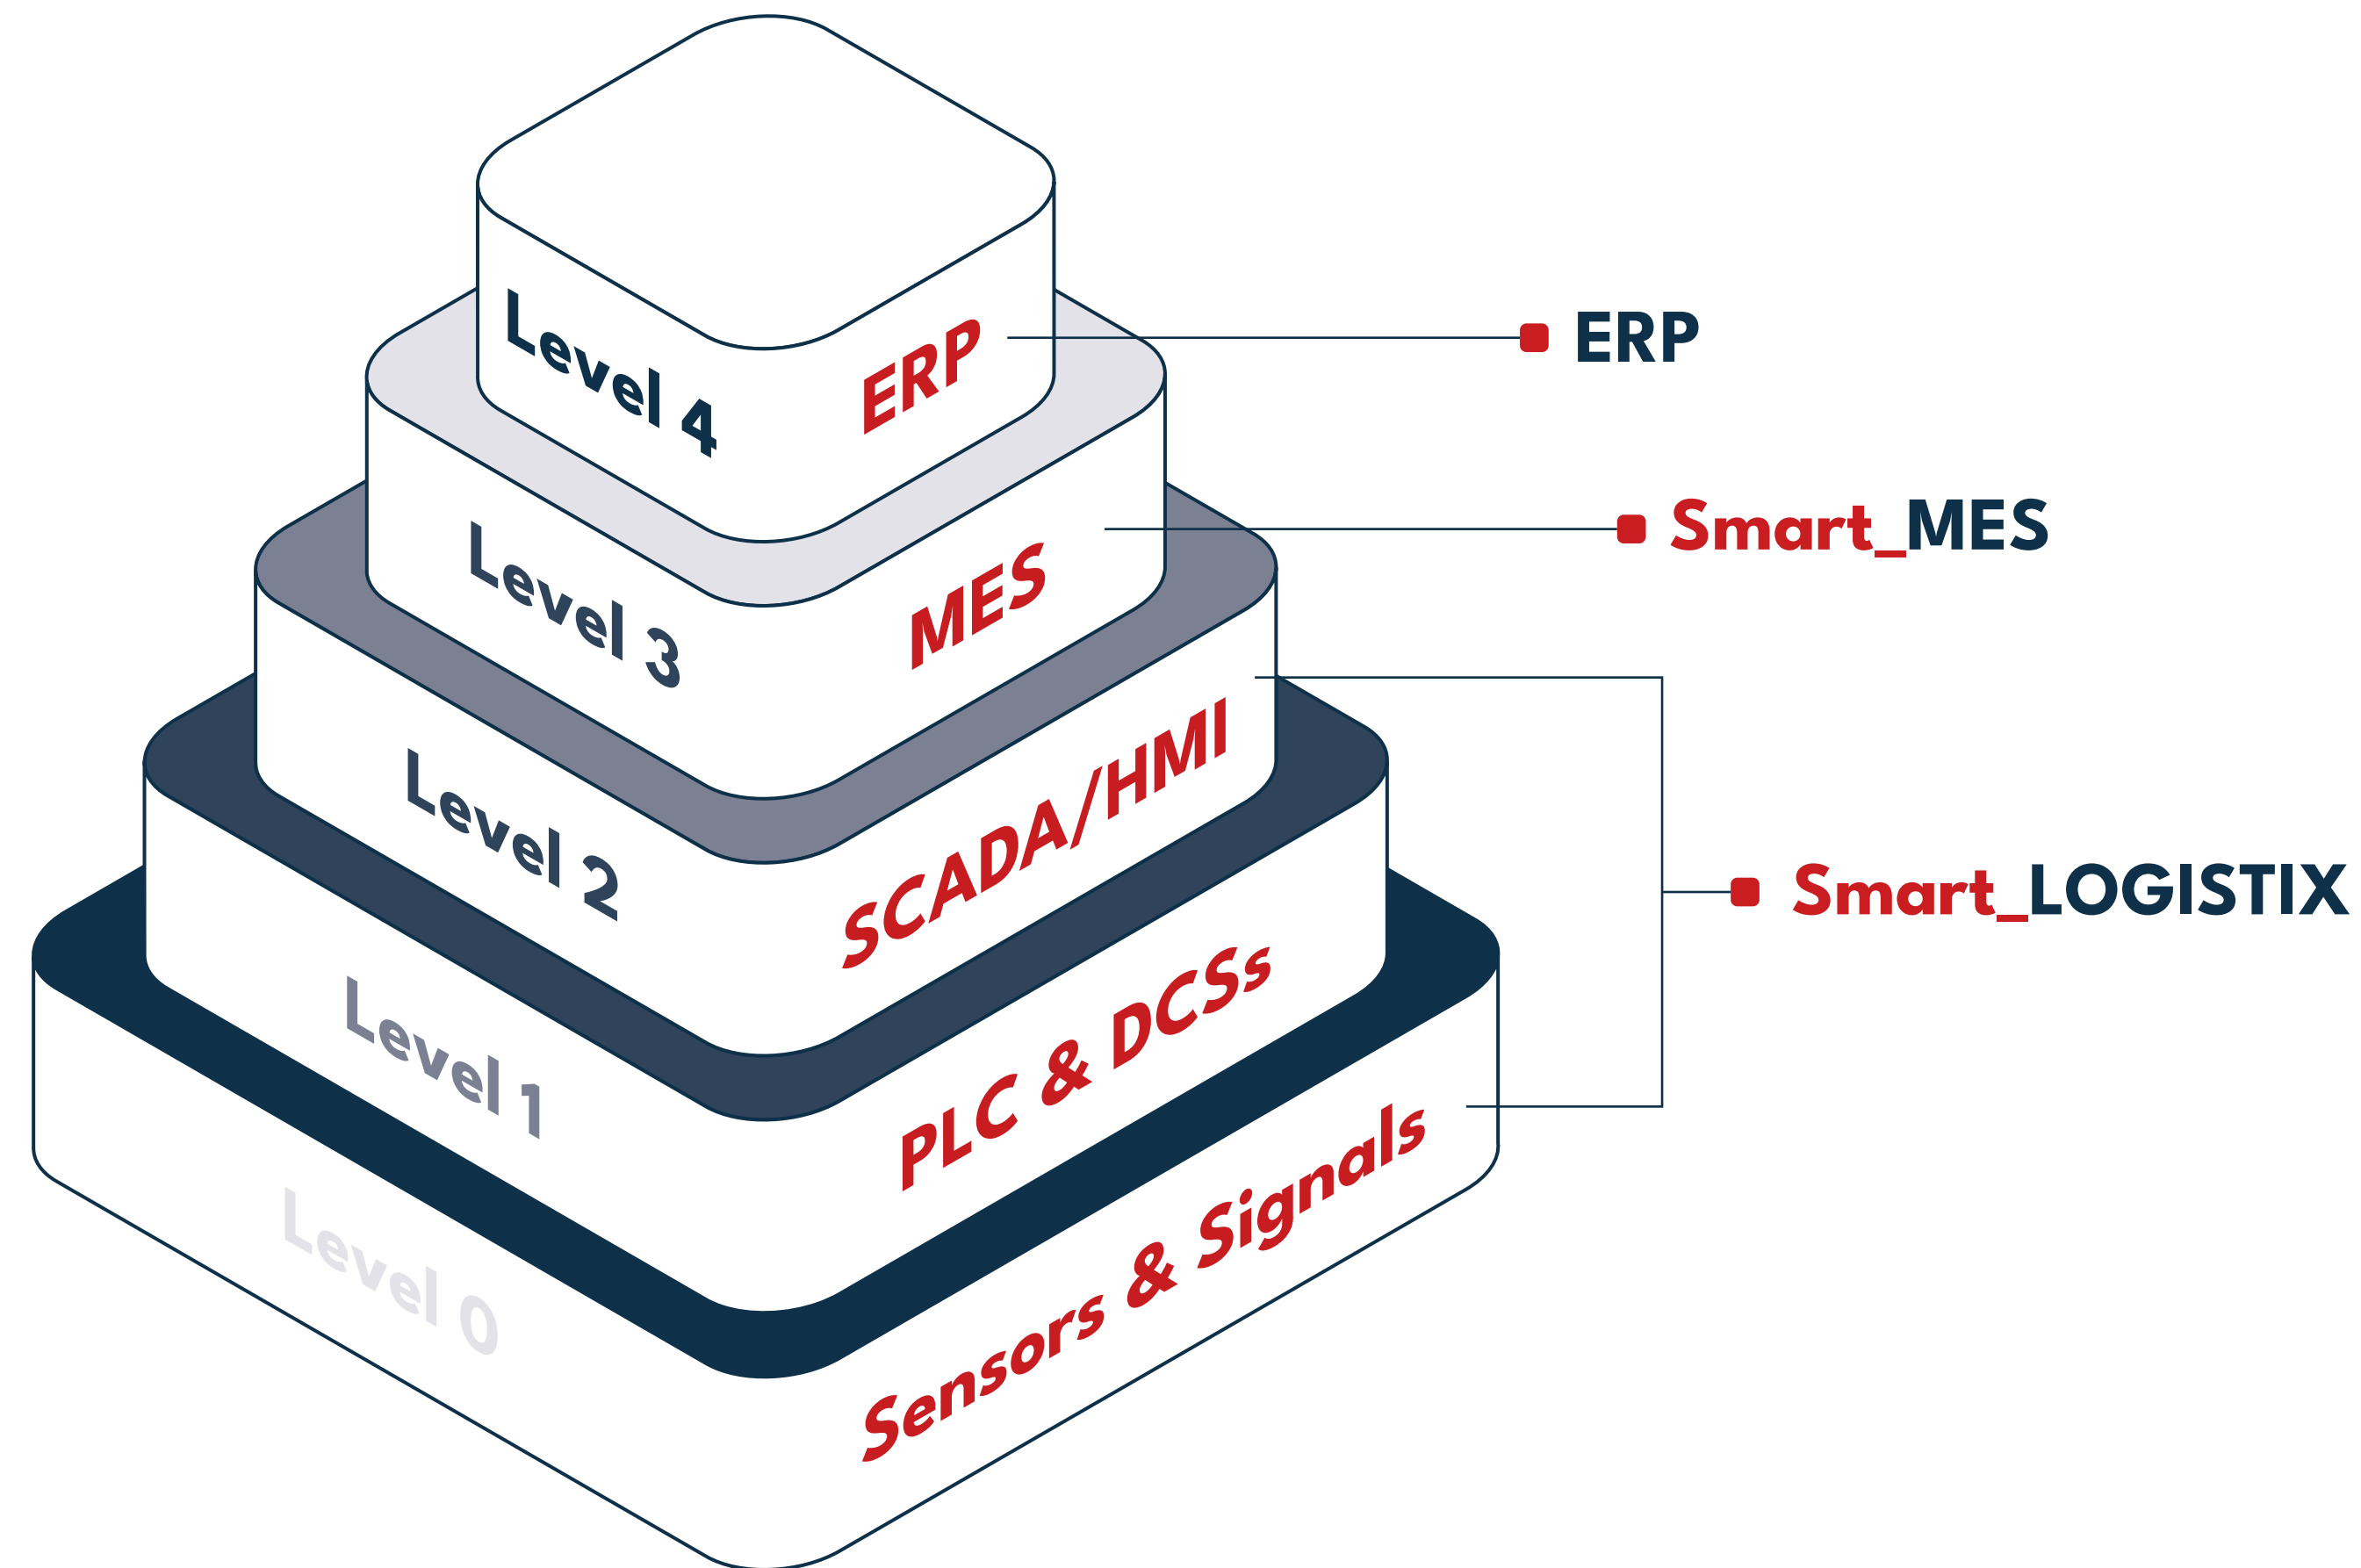 Level 4
ERP
ERP
Level 3
MES
Smart_MES
Level 2
SCADA/HMI
Level 1
PLC & DCSs
Smart_LOGISTIX
Level 0
Sensors & Signals